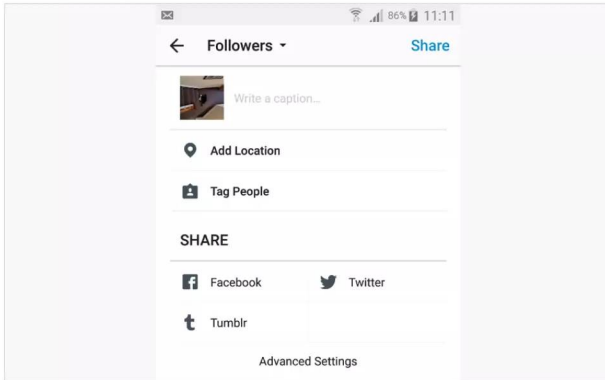 86% 11:11
Followers Share
Write a caption...
Add Location
Tag People
SHARE
Facebook Twitter
Tumblr
Advanced Settings